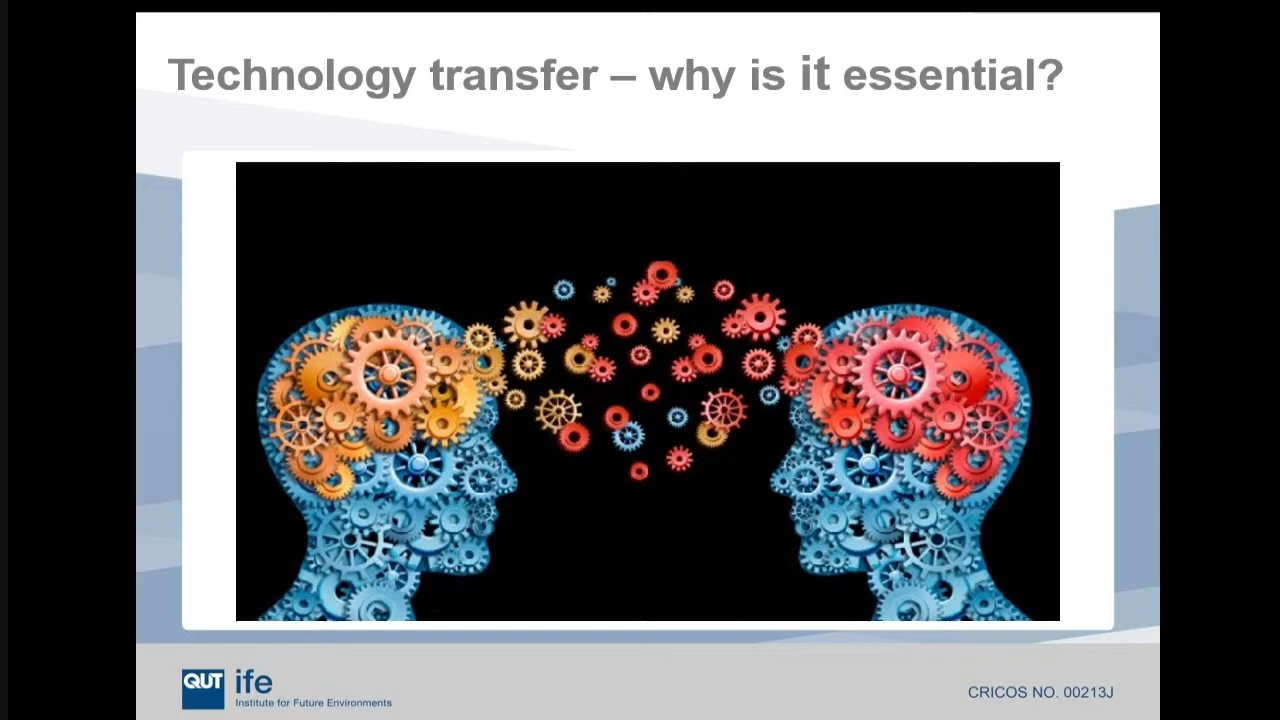 Technology transfer – why is it essential?
QUT
ife
Institute for Future Environments
CRICOS NO. 00213J